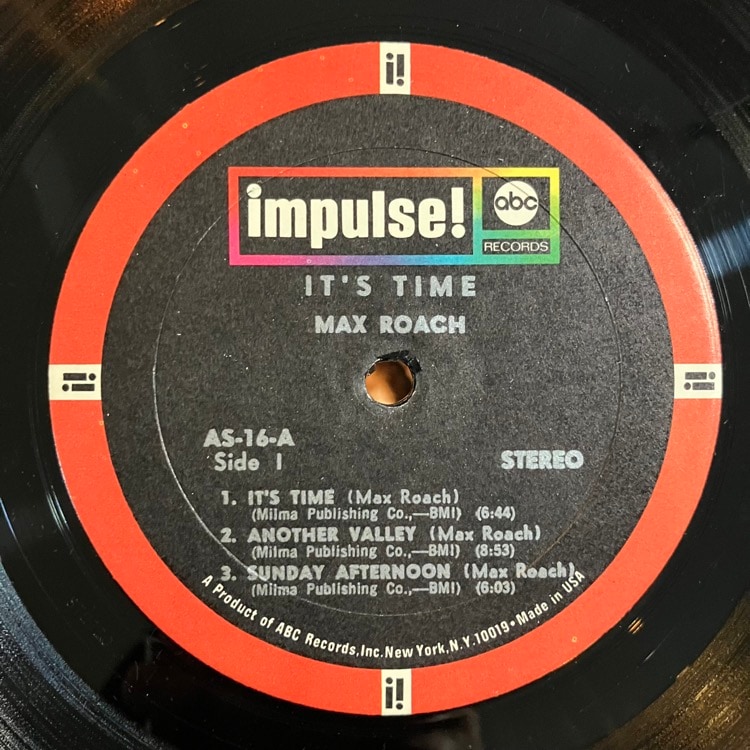 i!
impulse!
abc
RECORDS
IT'S TIME
MAX ROACH
i!
i!
AS-16-A
Side 1
STEREO
1. IT'S TIME (Max Roach)
(Milma Publishing Co.,—BMI) (6:44)
2. ANOTHER VALLEY (Max Roach)
(Milma Publishing Co.,—BMI) (8:53)
3. SUNDAY AFTERNOON (Max Roach)
(Milma Publishing Co.,—BMI) (6:03)
A Product of ABC Records, Inc. New York, N.Y. 10019 • Made in USA
i!